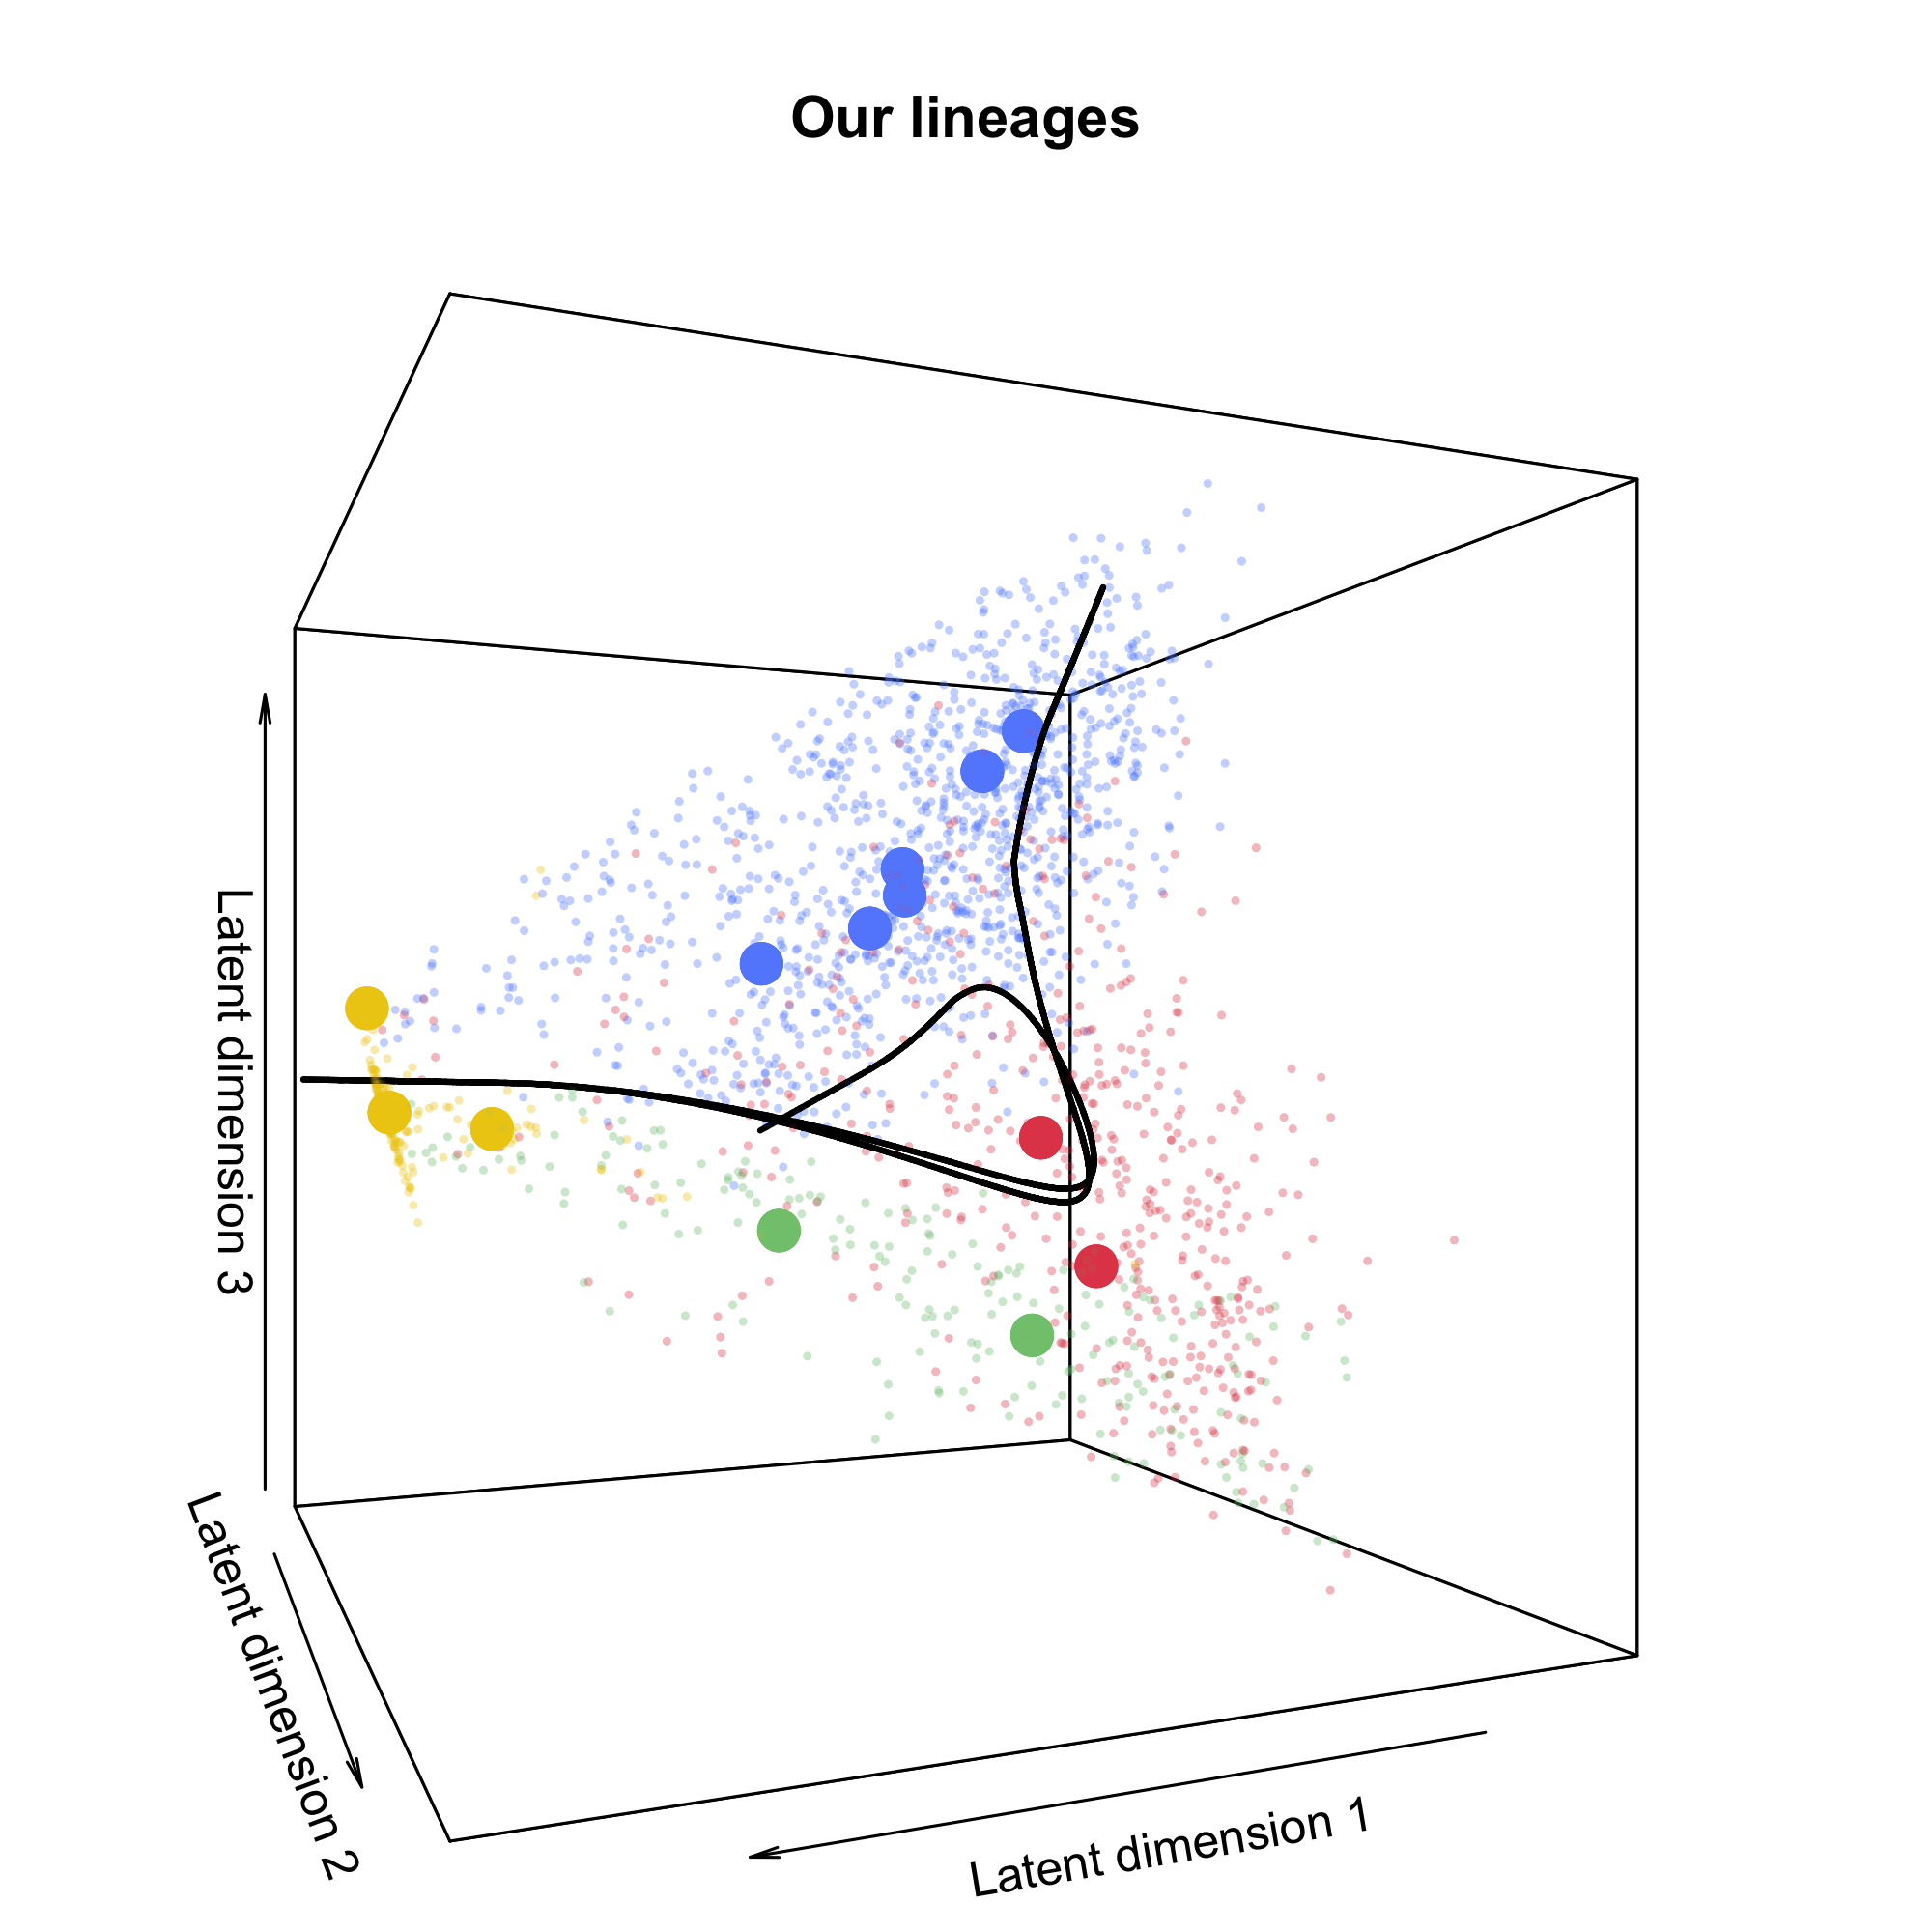 Our lineages
Latent dimension 3
Latent dimension 2
Latent dimension 1